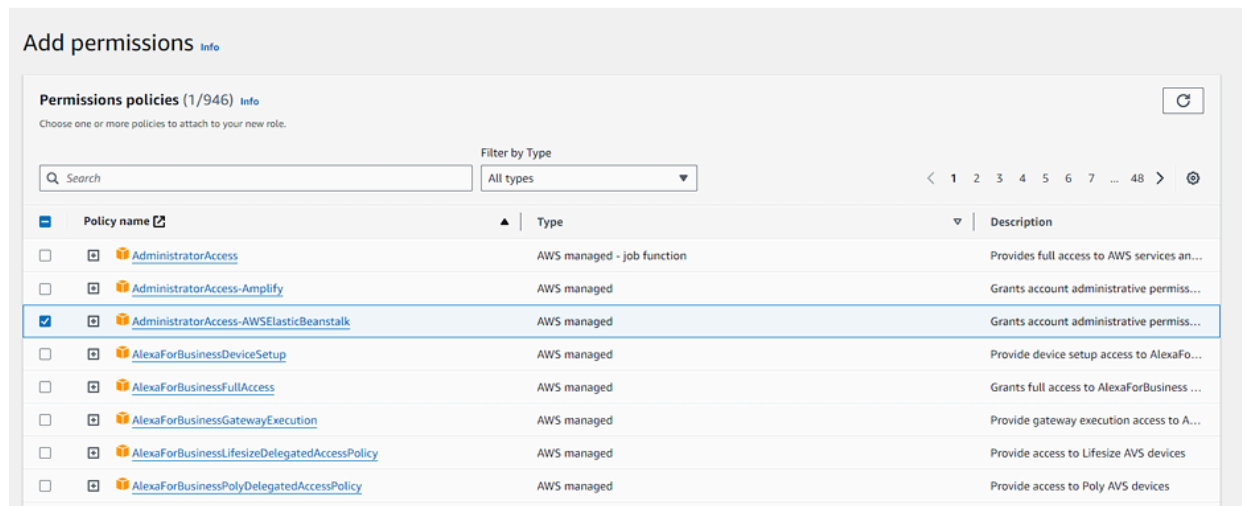 Add permissions Info
Permissions policies (1/946) Info
Choose one or more policies to attach to your new role.
Filter by Type
Search
All types
1 2 3 4 5 6 7 ... 48
Policy name Type Description
AdministratorAccess AWS managed - job function Provides full access to AWS services an...
AdministratorAccess-Amplify AWS managed Grants account administrative permiss...
AdministratorAccess-AWSElasticBeanstalk AWS managed Grants account administrative permiss...
AlexaForBusinessDeviceSetup AWS managed Provide device setup access to AlexaFo...
AlexaForBusinessFullAccess AWS managed Grants full access to AlexaForBusiness ...
AlexaForBusinessGatewayExecution AWS managed Provide gateway execution access to A...
AlexaForBusinessLifesizeDelegatedAccessPolicy AWS managed Provide access to Lifesize AVS devices
AlexaForBusinessPolyDelegatedAccessPolicy AWS managed Provide access to Poly AVS devices